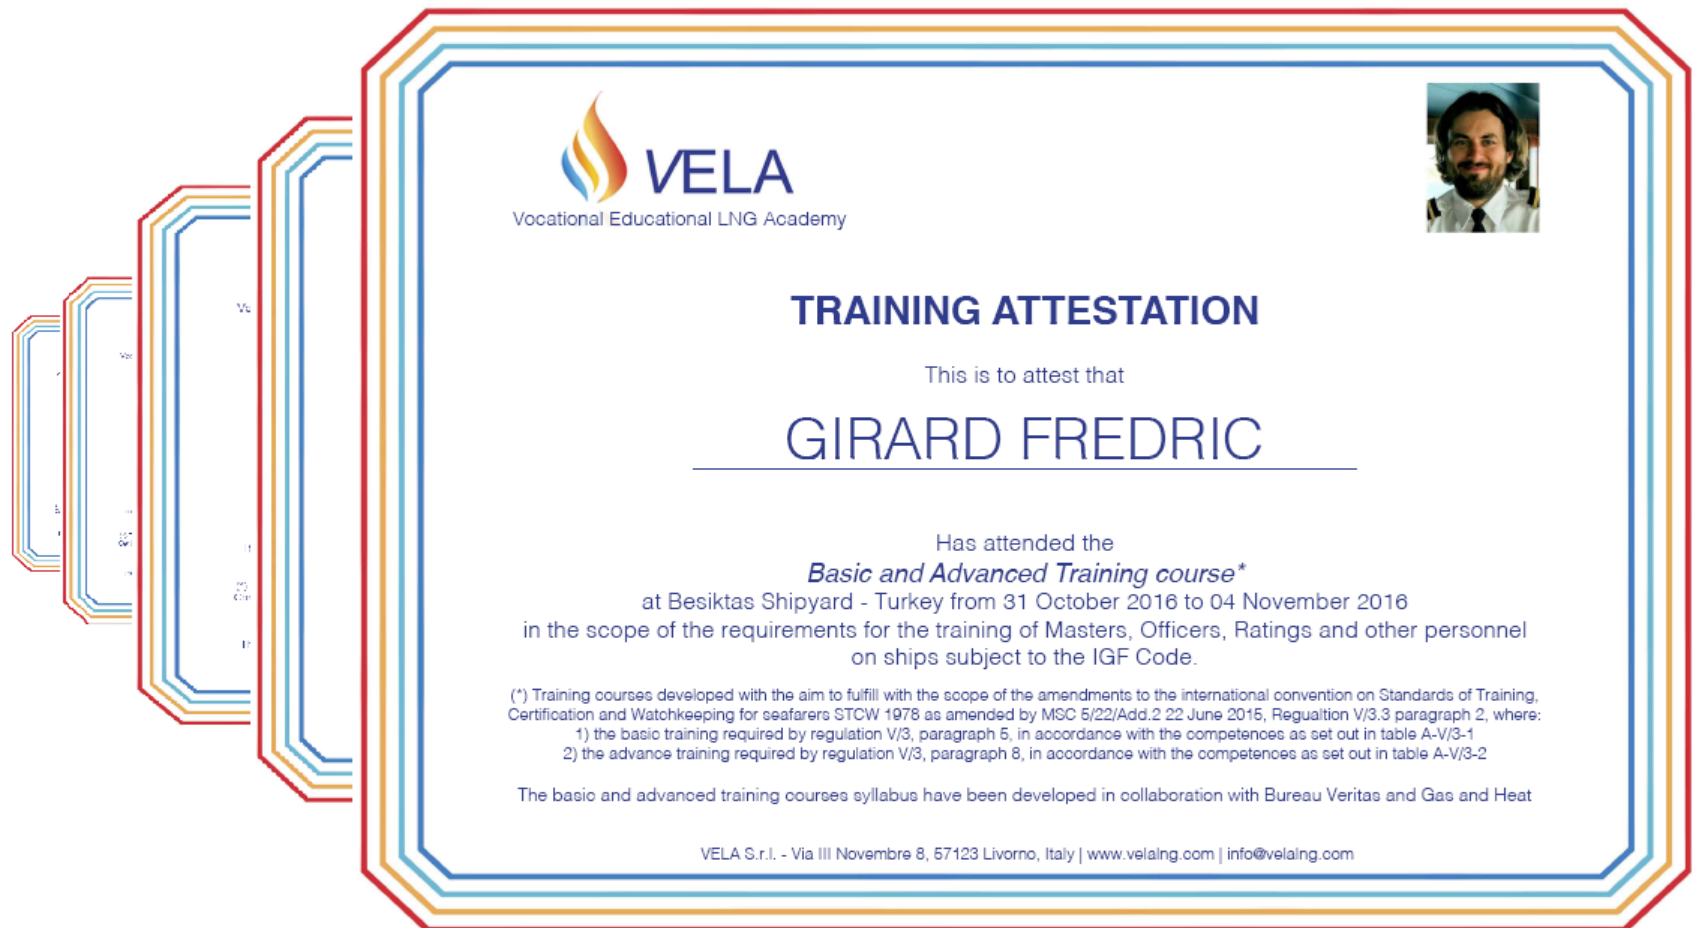 VELA
Vocational Educational LNG Academy
TRAINING ATTESTATION
This is to attest that
GIRARD FREDRIC
Has attended the
Basic and Advanced Training course*
at Besiktas Shipyard - Turkey from 31 October 2016 to 04 November 2016
in the scope of the requirements for the training of Masters, Officers, Ratings and other personnel
on ships subject to the IGF Code.
(*) Training courses developed with the aim to fulfill with the scope of the amendments to the international convention on Standards of Training,
Certification and Watchkeeping for seafarers STCW 1978 as amended by MSC 5/22/Add.2 22 June 2015, Regualtion V/3.3 paragraph 2, where:
1) the basic training required by regulation V/3, paragraph 5, in accordance with the competences as set out in table A-V/3-1
2) the advance training required by regulation V/3, paragraph 8, in accordance with the competences as set out in table A-V/3-2
The basic and advanced training courses syllabus have been developed in collaboration with Bureau Veritas and Gas and Heat
VELA S.r.l. - Via III Novembre 8, 57123 Livorno, Italy | www.velalng.com | info@velalng.com